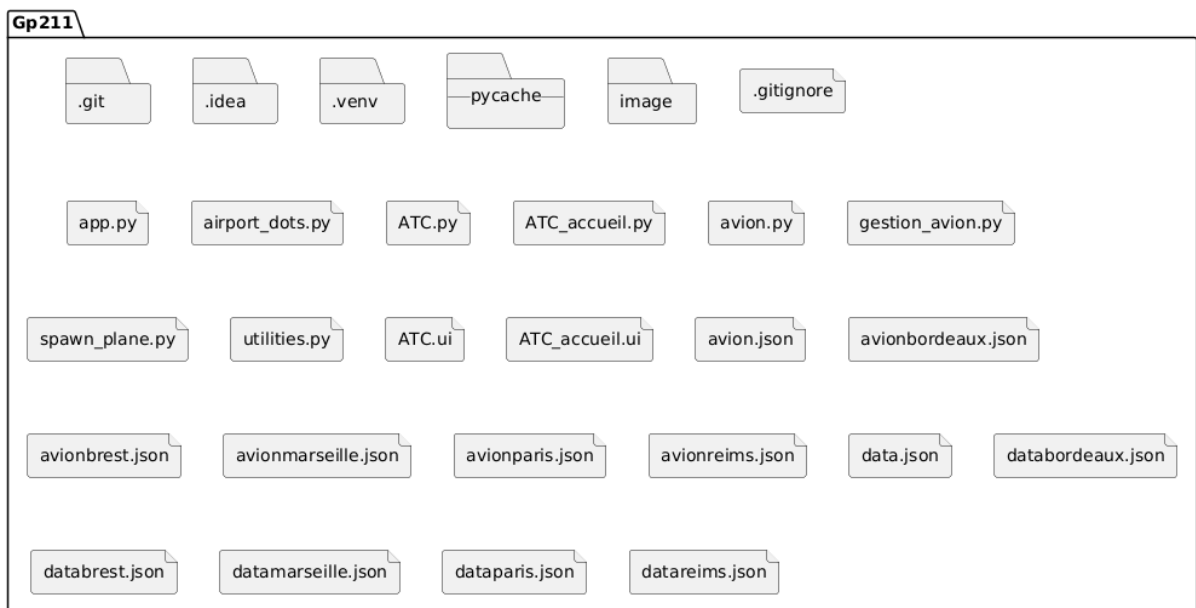 Gp211
.git .idea .venv pycache image .gitignore
app.py airport_dots.py ATC.py ATC_accueil.py avion.py gestion_avion.py
spawn_plane.py utilities.py ATC.ui ATC_accueil.ui avion.json avionbordeaux.json
avionbrest.json avionmarseille.json avionparis.json avionreims.json data.json databordeaux.json
databrest.json datamarseille.json dataparis.json datareims.json